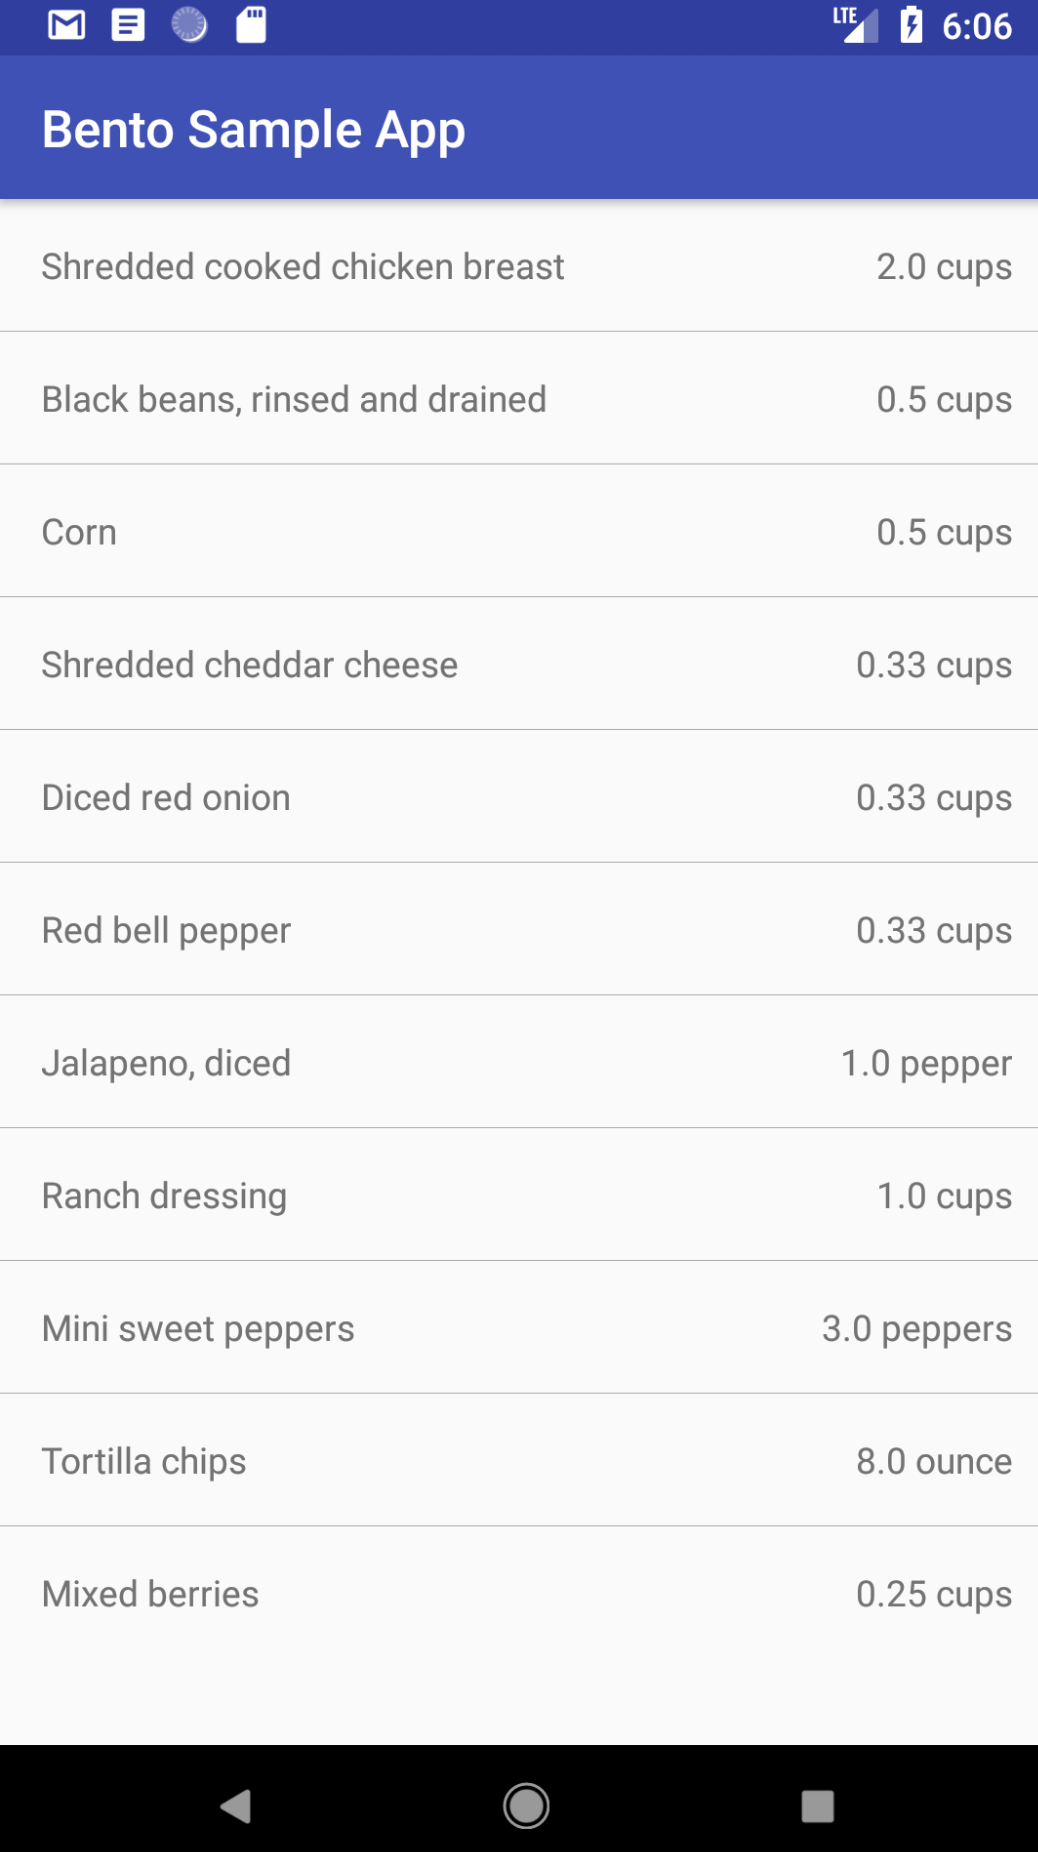 LTE 6:06
Bento Sample App
Shredded cooked chicken breast 2.0 cups
Black beans, rinsed and drained 0.5 cups
Corn 0.5 cups
Shredded cheddar cheese 0.33 cups
Diced red onion 0.33 cups
Red bell pepper 0.33 cups
Jalapeno, diced 1.0 pepper
Ranch dressing 1.0 cups
Mini sweet peppers 3.0 peppers
Tortilla chips 8.0 ounce
Mixed berries 0.25 cups